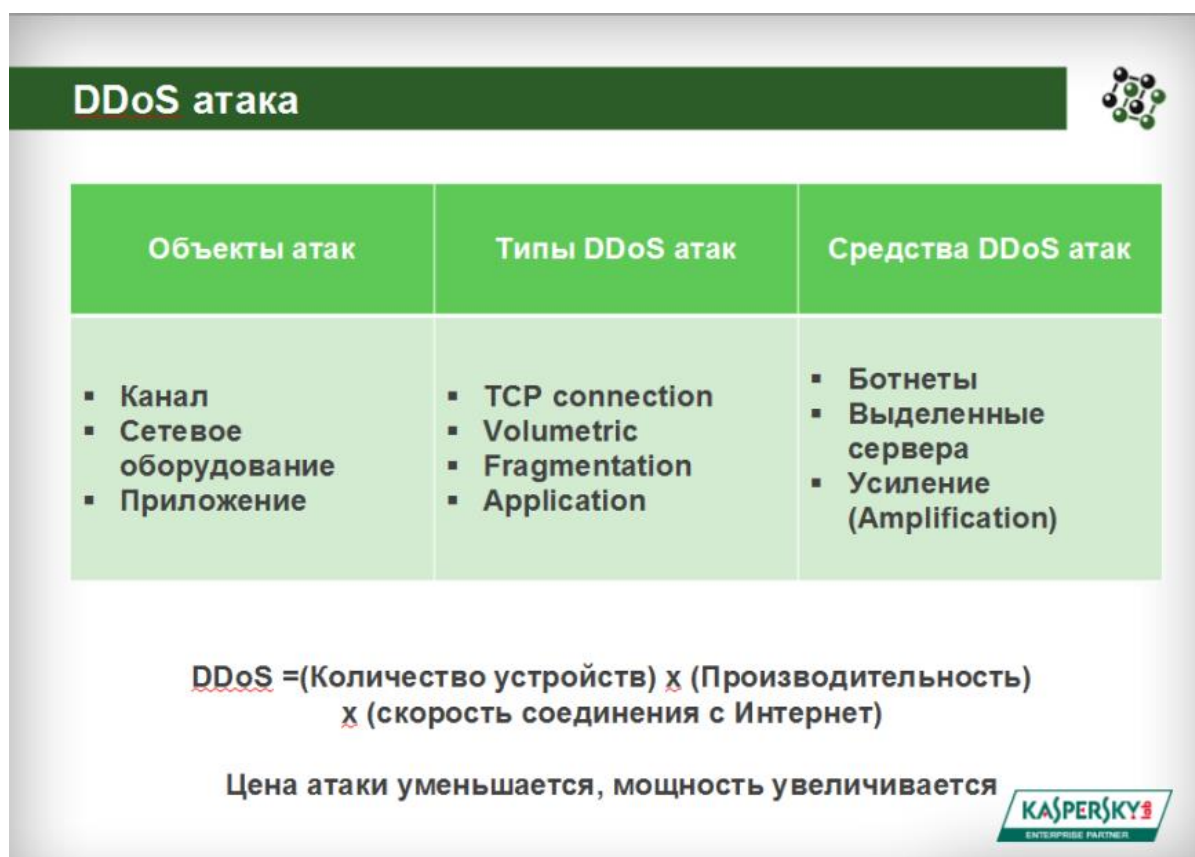 DDoS атака
Объекты атак
Типы DDoS атак
Средства DDoS атак
▪ Канал
▪ Сетевое
оборудование
▪ Приложение
▪ TCP connection
▪ Volumetric
▪ Fragmentation
▪ Application
▪ Ботнеты
▪ Выделенные
сервера
▪ Усиление
(Amplification)
DDoS =(Количество устройств) x (Производительность)
x (скорость соединения с Интернет)
Цена атаки уменьшается, мощность увеличивается
KASPERSKY lab
ENTERPRISE PARTNER